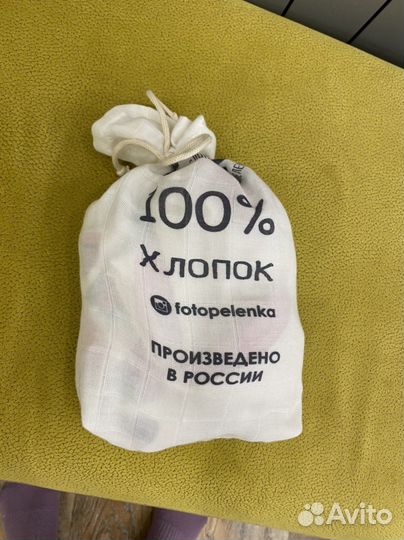 100%
ХЛОПОК
fotopelenka
ПРОИЗВЕДЕНО
В РОССИИ
Avito